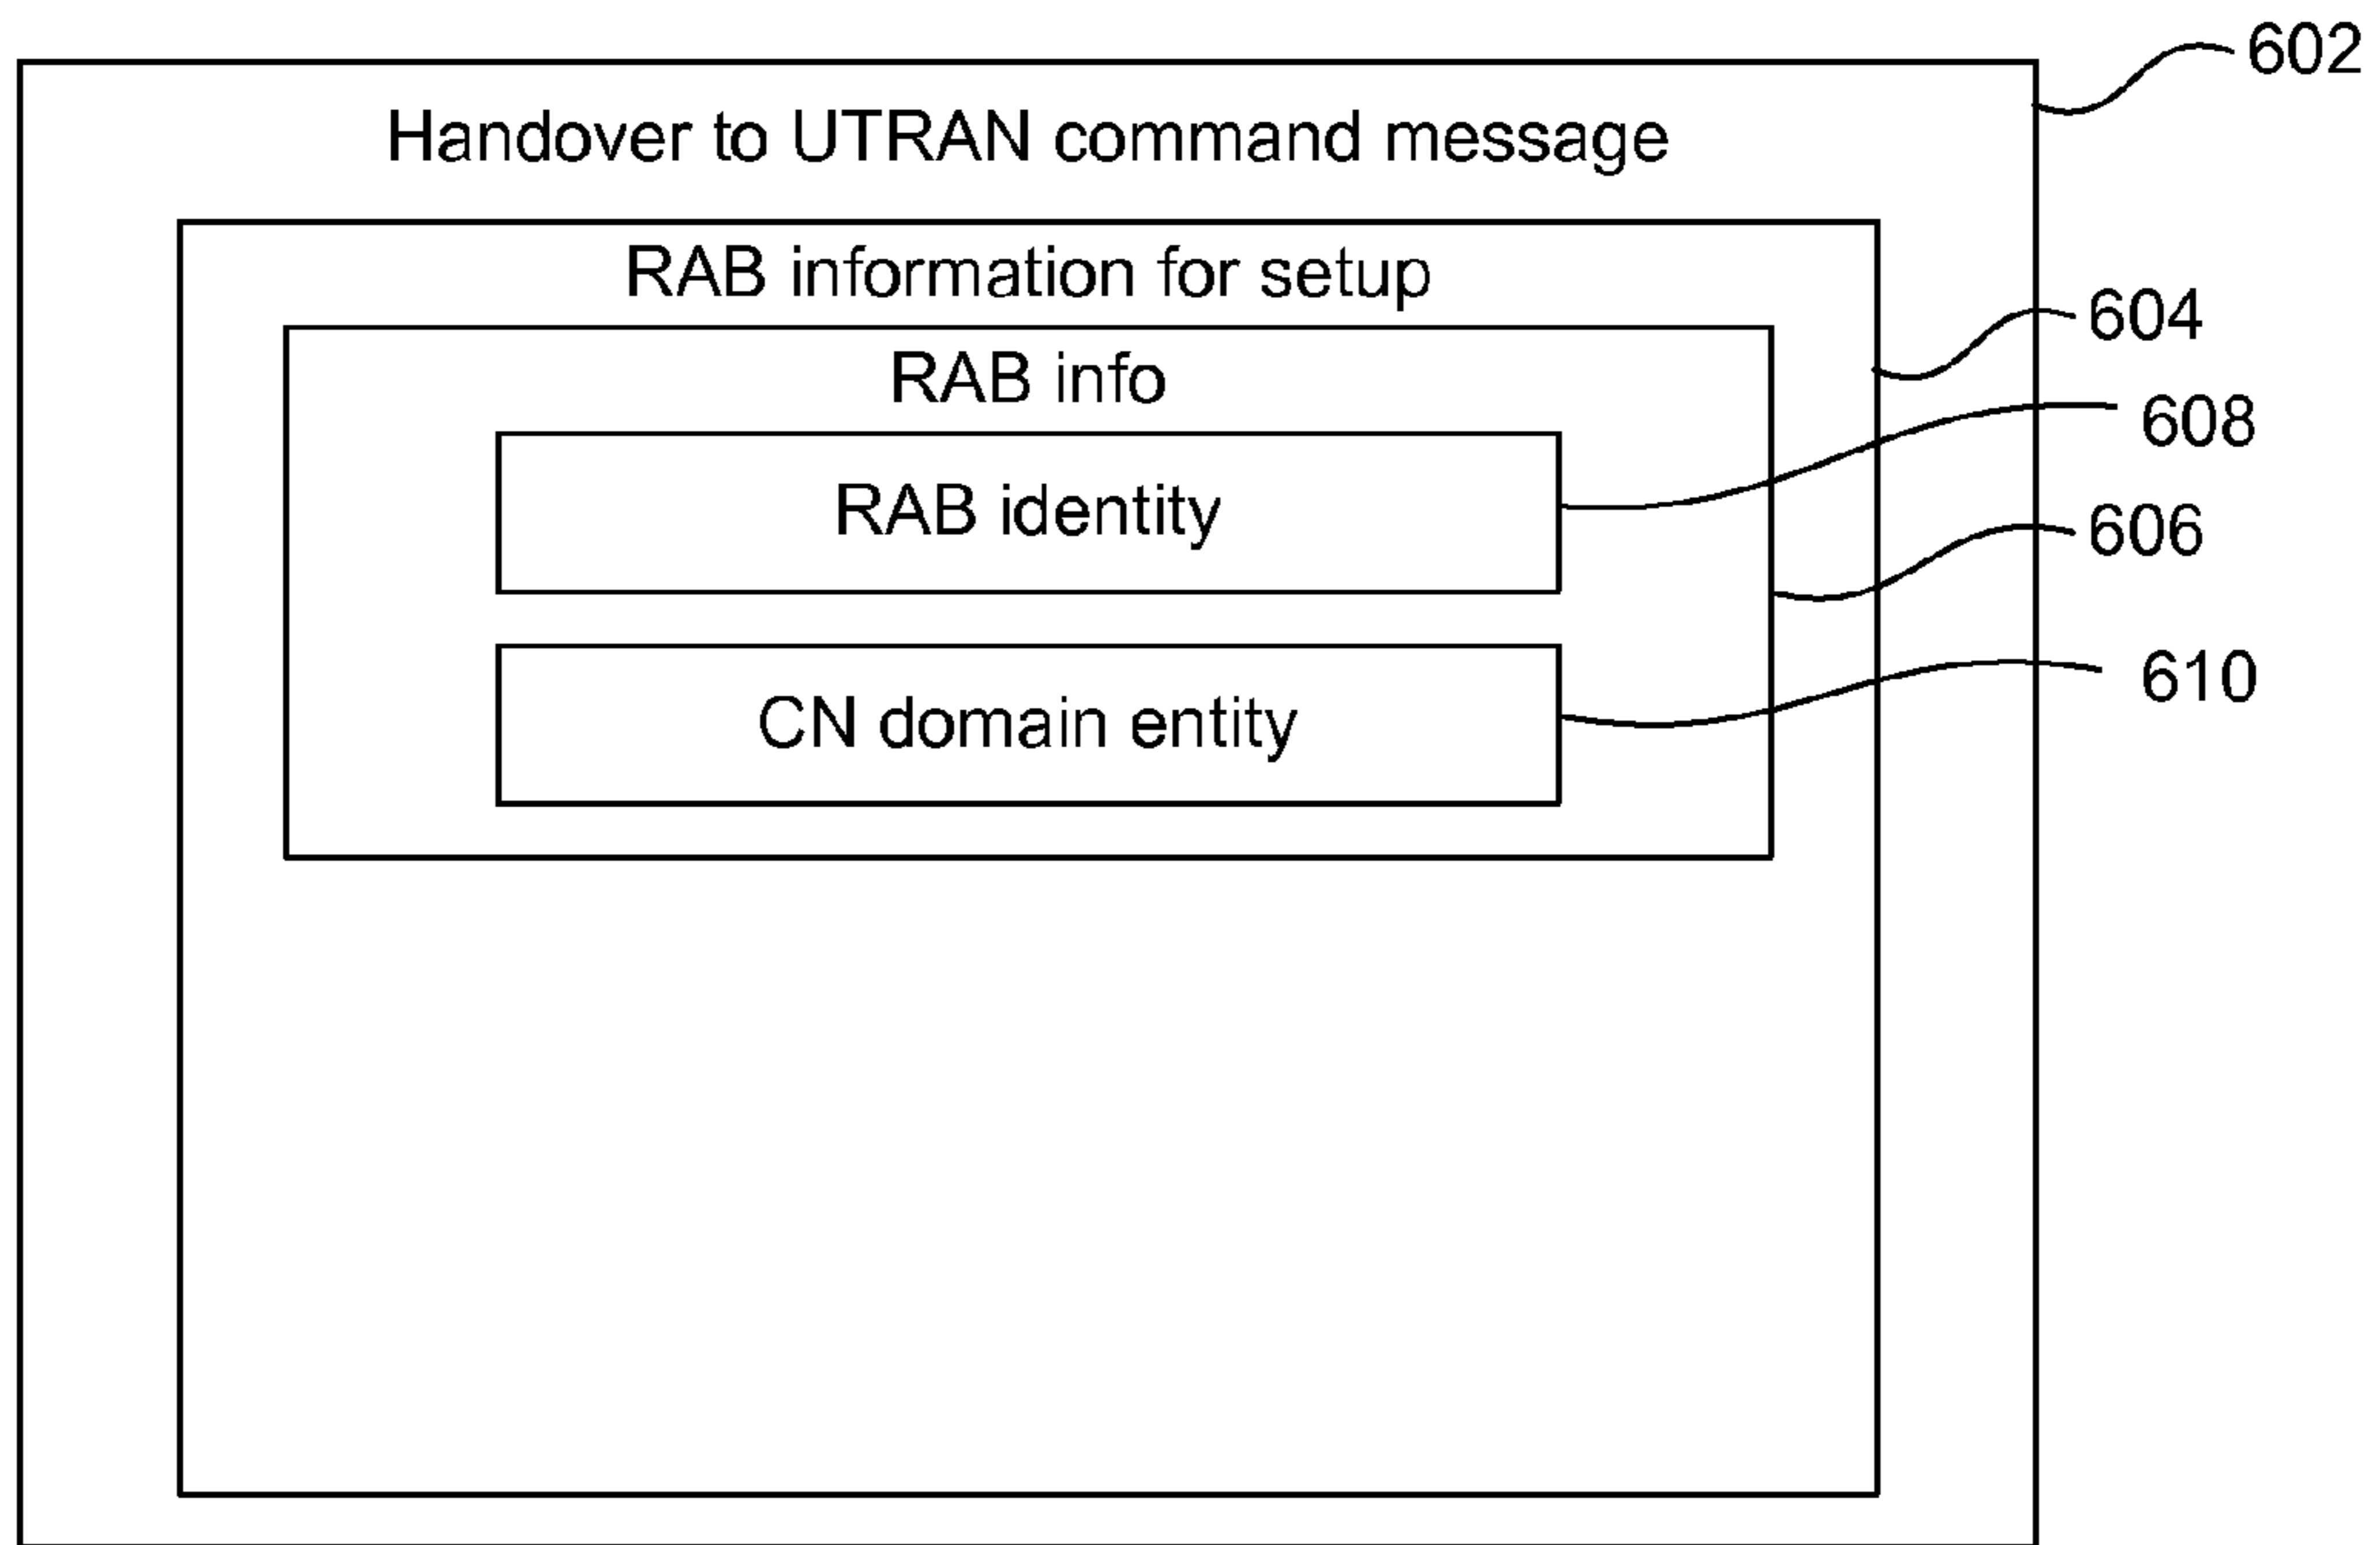 602
Handover to UTRAN command message
RAB information for setup
604
RAB info
608
RAB identity
606
610
CN domain entity